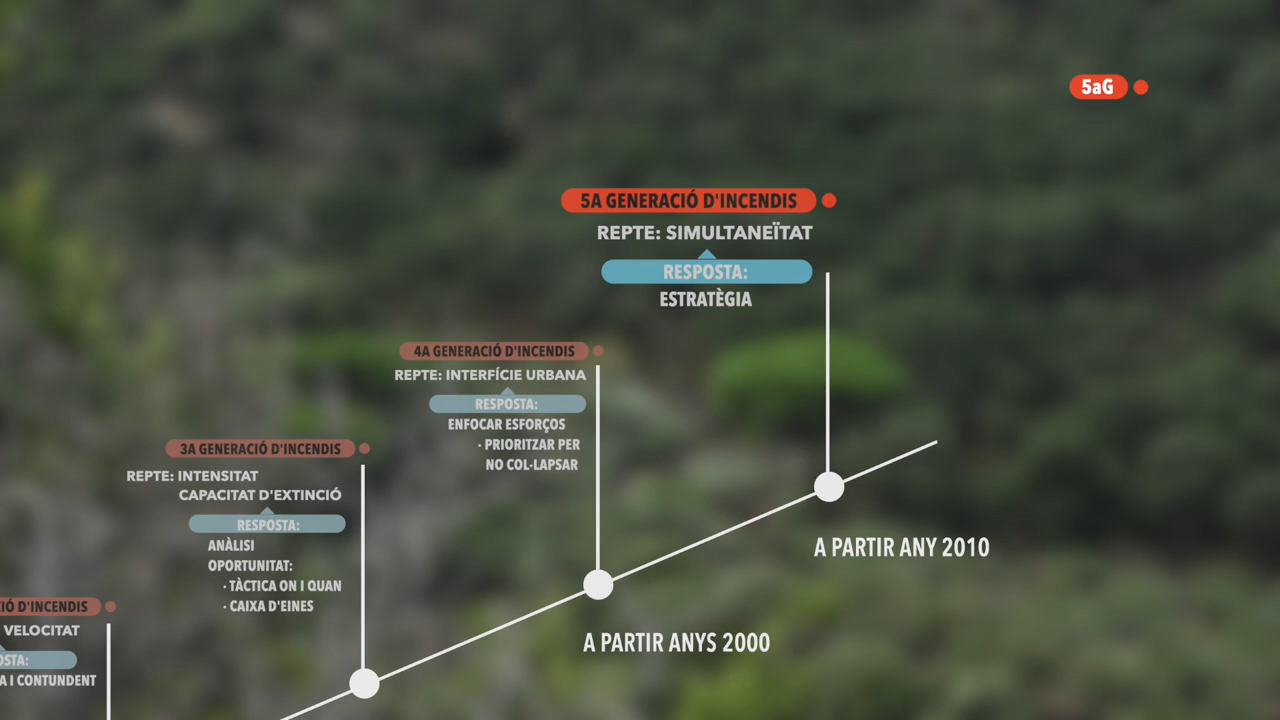 5aG
5A GENERACIÓ D'INCENDIS
REPTE: SIMULTANEÏTAT
RESPOSTA:
ESTRATÈGIA
A PARTIR ANY 2010
4A GENERACIÓ D'INCENDIS
REPTE: INTERFÍCIE URBANA
RESPOSTA:
ENFOCAR ESFORÇOS
· PRIORITZAR PER
NO COL·LAPSAR
A PARTIR ANYS 2000
3A GENERACIÓ D'INCENDIS
REPTE: INTENSITAT
CAPACITAT D'EXTINCIÓ
RESPOSTA:
ANÀLISI
OPORTUNITAT:
· TÀCTICA ON I QUAN
· CAIXA D'EINES
D'INCENDIS
VELOCITAT
I CONTUNDENT